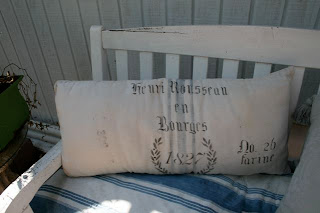 Henri Rousseau
en
Bourges
1827
No. 26
farine